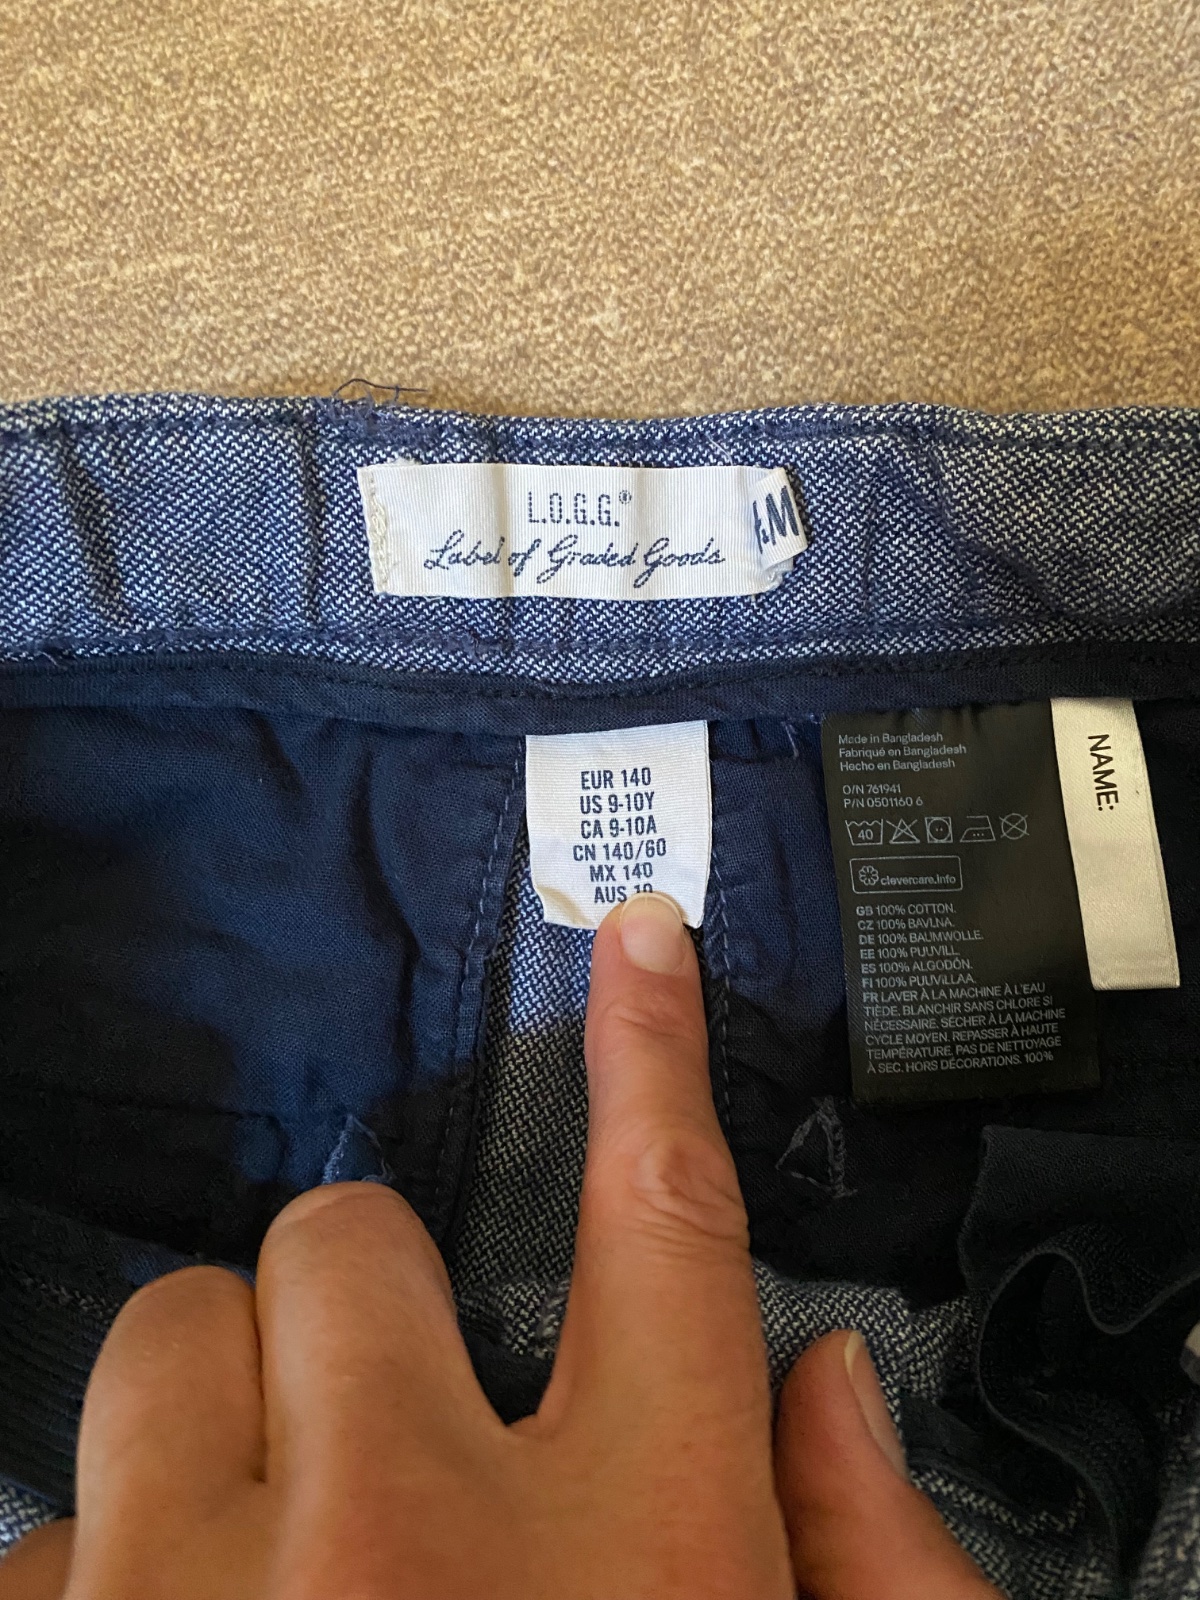 L.O.G.G.®
Label of Graded Goods
&M
EUR 140
US 9-10Y
CA 9-10A
CN 140/60
MX 140
AUS
Made in Bangladesh
Fabriqué en Bangladesh
Hecho en Bangladesh
O/N 761941
P/N 0501160 6
40
clevercare.info
GB 100% COTTON.
CZ 100% BAVLNA.
DE 100% BAUMWOLLE.
EE 100% PUUVILL.
ES 100% ALGODÓN.
FI 100% PUUVILLAA.
FR LAVER À LA MACHINE À L'EAU
TIÈDE. BLANCHIR SANS CHLORE SI
NÉCESSAIRE. SÉCHER À LA MACHINE
CYCLE MOYEN. REPASSER À HAUTE
TEMPÉRATURE. PAS DE NETTOYAGE
À SEC. HORS DÉCORATIONS. 100%
NAME: